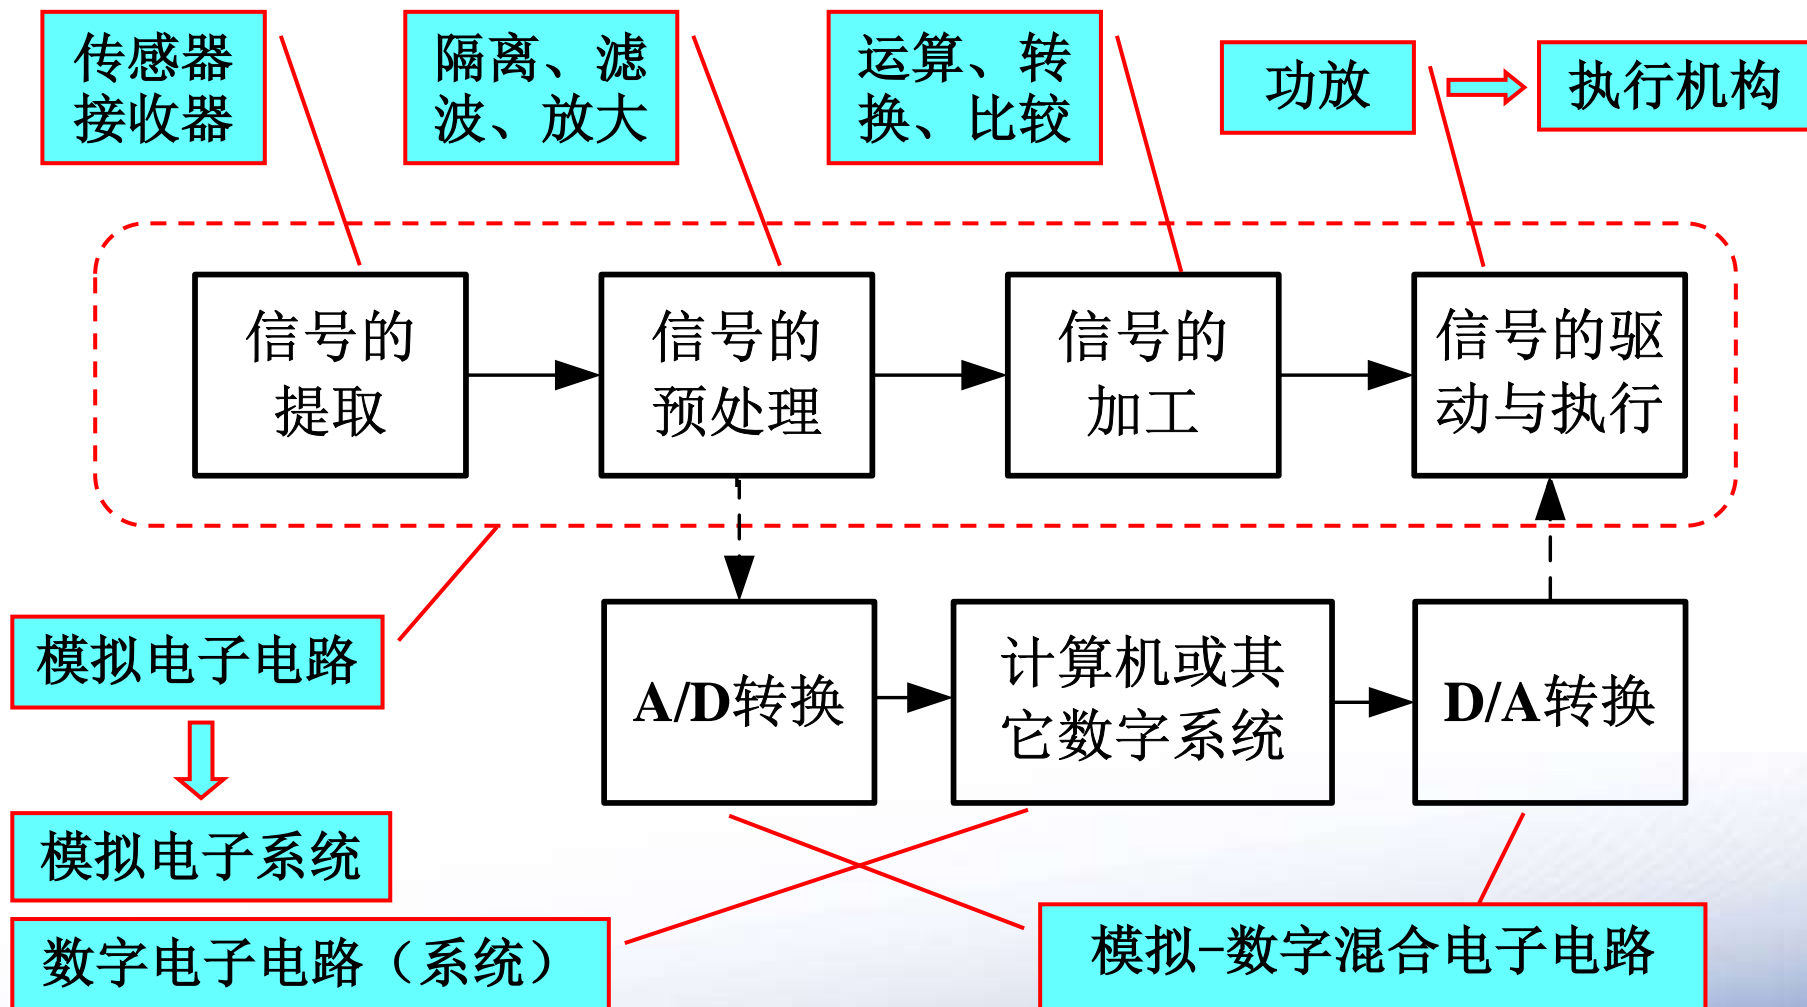 传感器
接收器
隔离、滤
波、放大
运算、转
换、比较
功放
执行机构
信号的
提取
信号的
预处理
信号的
加工
信号的驱
动与执行
模拟电子电路
A/D转换
计算机或其
它数字系统
D/A转换
模拟电子系统
数字电子电路（系统）
模拟-数字混合电子电路